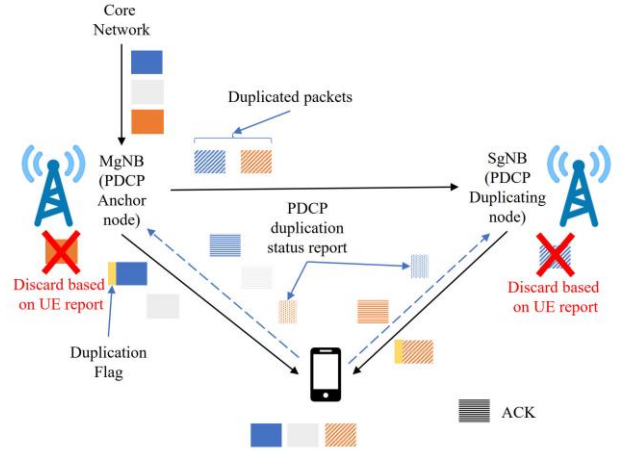 Core
Network
Duplicated packets
MgNB
(PDCP
Anchor
node)
SgNB
(PDCP
Duplicating
node)
PDCP
duplication
status report
Discard based
on UE report
Discard based
on UE report
Duplication
Flag
ACK